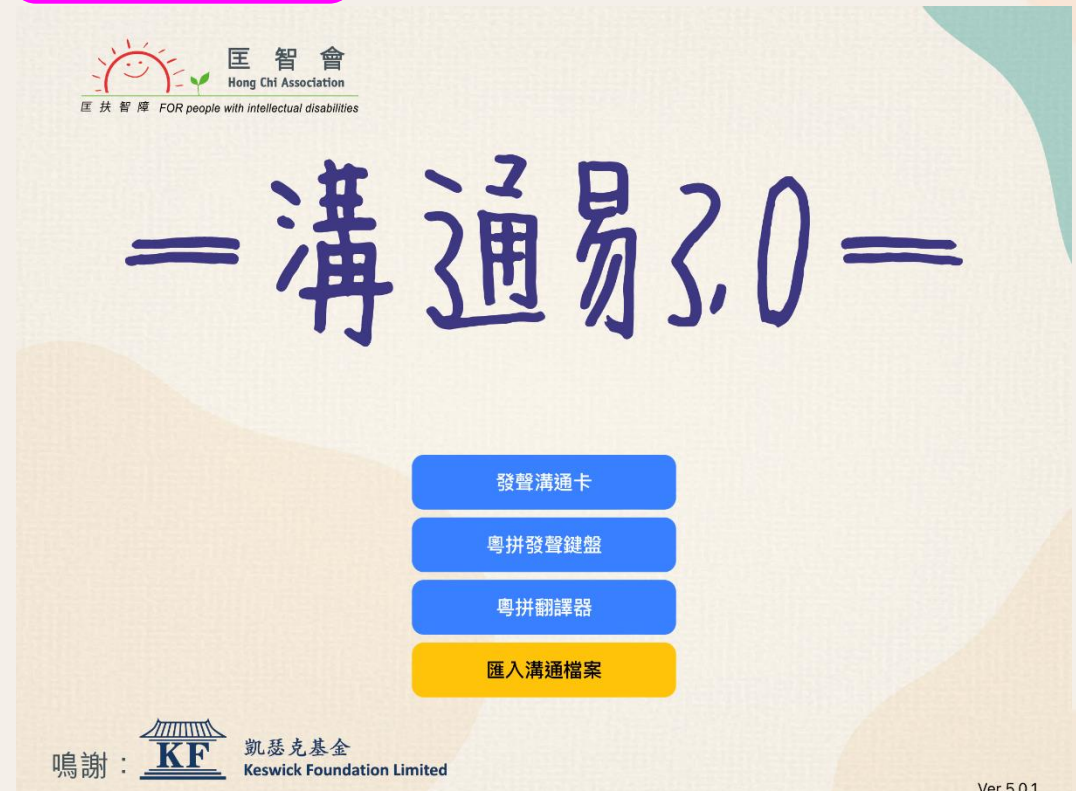 匡智會
Hong Chi Association
匡扶智障 FOR people with intellectual disabilities
溝通易3.0
發聲溝通卡
粵拼發聲鍵盤
粵拼翻譯器
匯入溝通檔案
鳴謝：
KF
凱瑟克基金
Keswick Foundation Limited
Ver 5.0.1